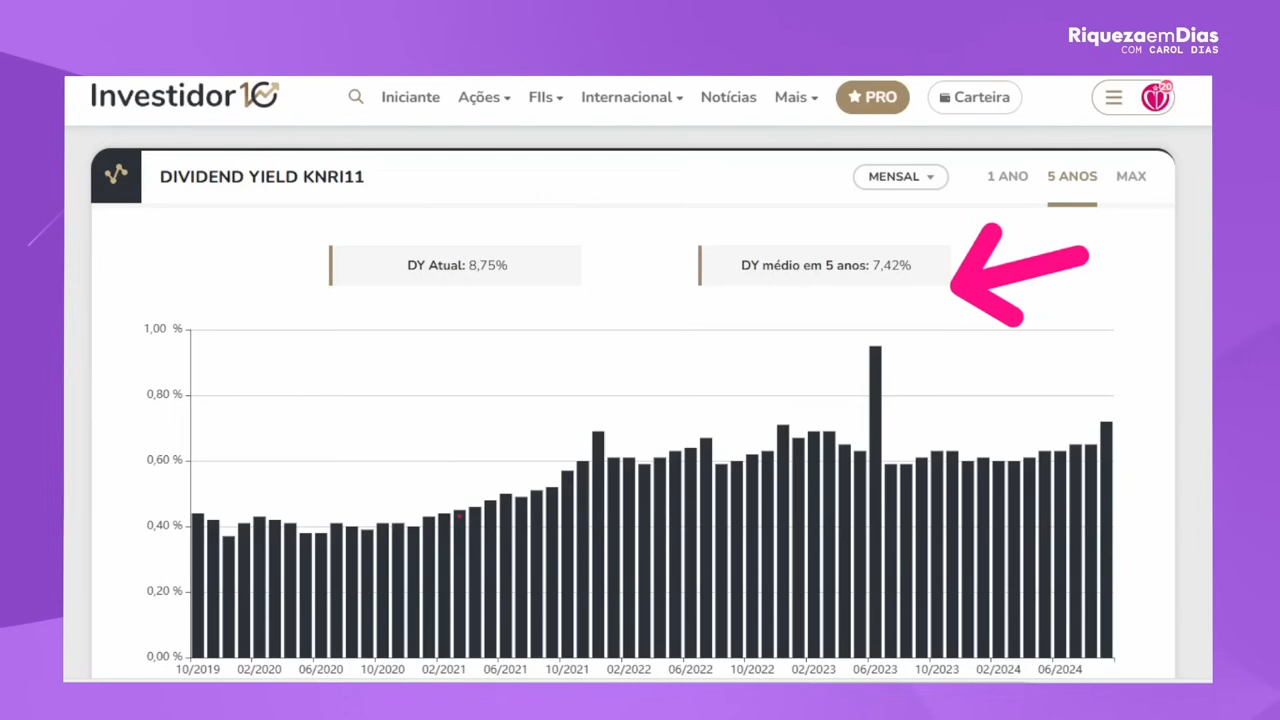 RiquezaemDias
COM CAROL DIAS
Investidor10
Iniciante Ações FIIs Internacional Notícias Mais PRO Carteira
20
DIVIDEND YIELD KNRI11
MENSAL 1 ANO 5 ANOS MAX
DY Atual: 8,75%
DY médio em 5 anos: 7,42%
1,00 %
0,80 %
0,60 %
0,40 %
0,20 %
0,00 %
10/2019 02/2020 06/2020 10/2020 02/2021 06/2021 10/2021 02/2022 06/2022 10/2022 02/2023 06/2023 10/2023 02/2024 06/2024